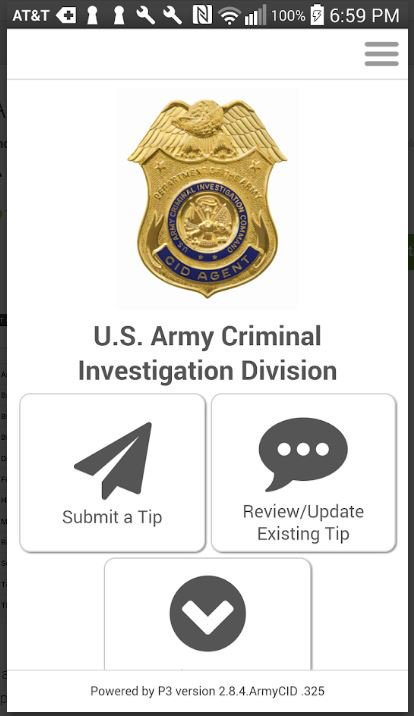 AT&T 100% 6:59 PM
DEPARTMENT OF THE ARMY
U.S. ARMY CRIMINAL INVESTIGATION COMMAND
CID AGENT
U.S. Army Criminal
Investigation Division
Submit a Tip
Review/Update
Existing Tip
Powered by P3 version 2.8.4.ArmyCID .325